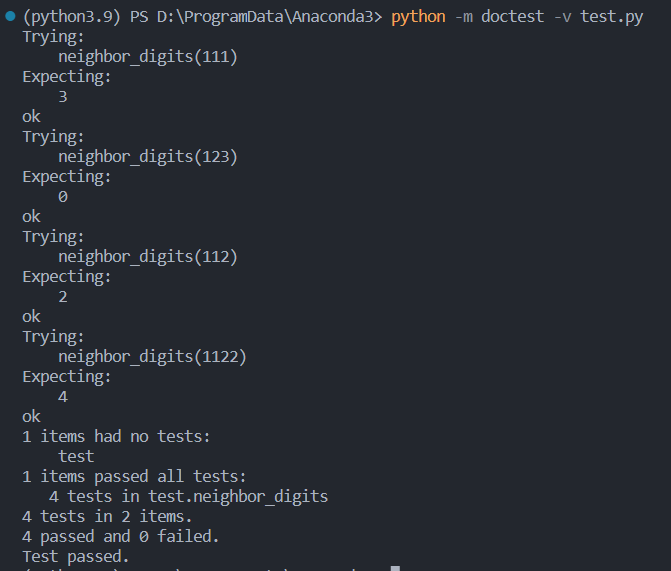 (python3.9) PS D:\ProgramData\Anaconda3> python -m doctest -v test.py
Trying:
    neighbor_digits(111)
Expecting:
    3
ok
Trying:
    neighbor_digits(123)
Expecting:
    0
ok
Trying:
    neighbor_digits(112)
Expecting:
    2
ok
Trying:
    neighbor_digits(1122)
Expecting:
    4
ok
1 items had no tests:
    test
1 items passed all tests:
   4 tests in test.neighbor_digits
4 tests in 2 items.
4 passed and 0 failed.
Test passed.